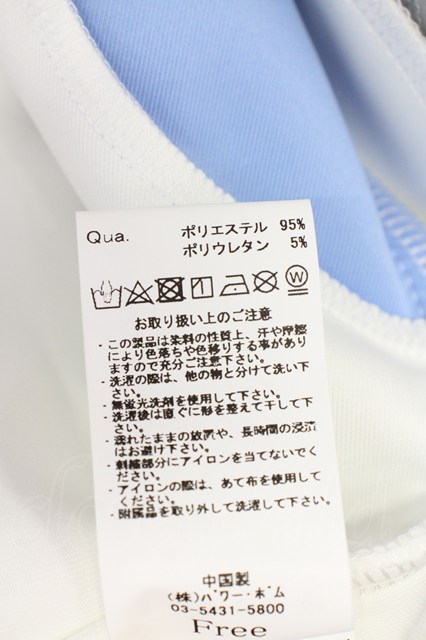 Qua.
ポリエステル 95%
ポリウレタン 5%
W
お取り扱い上のご注意
・この製品は染料の性質上、汗や摩擦
により色落ちや色移りする事があり
ますので充分ご注意下さい。
・洗濯の際は、他の物と分けて洗い下
さい。
・無蛍光洗剤を使用して下さい。
・洗濯後は直ぐに形を整えて干して下
さい。
・濡れたままの放置や、長時間の浸漬
はお避け下さい。
・刺繍部分にアイロンを当てないでく
ださい。
・アイロンの際は、あて布を使用して
ください。
・附属品を取り外して洗濯して下さい。
中国製
(株)パワー・ホーム
03-5431-5800
Free